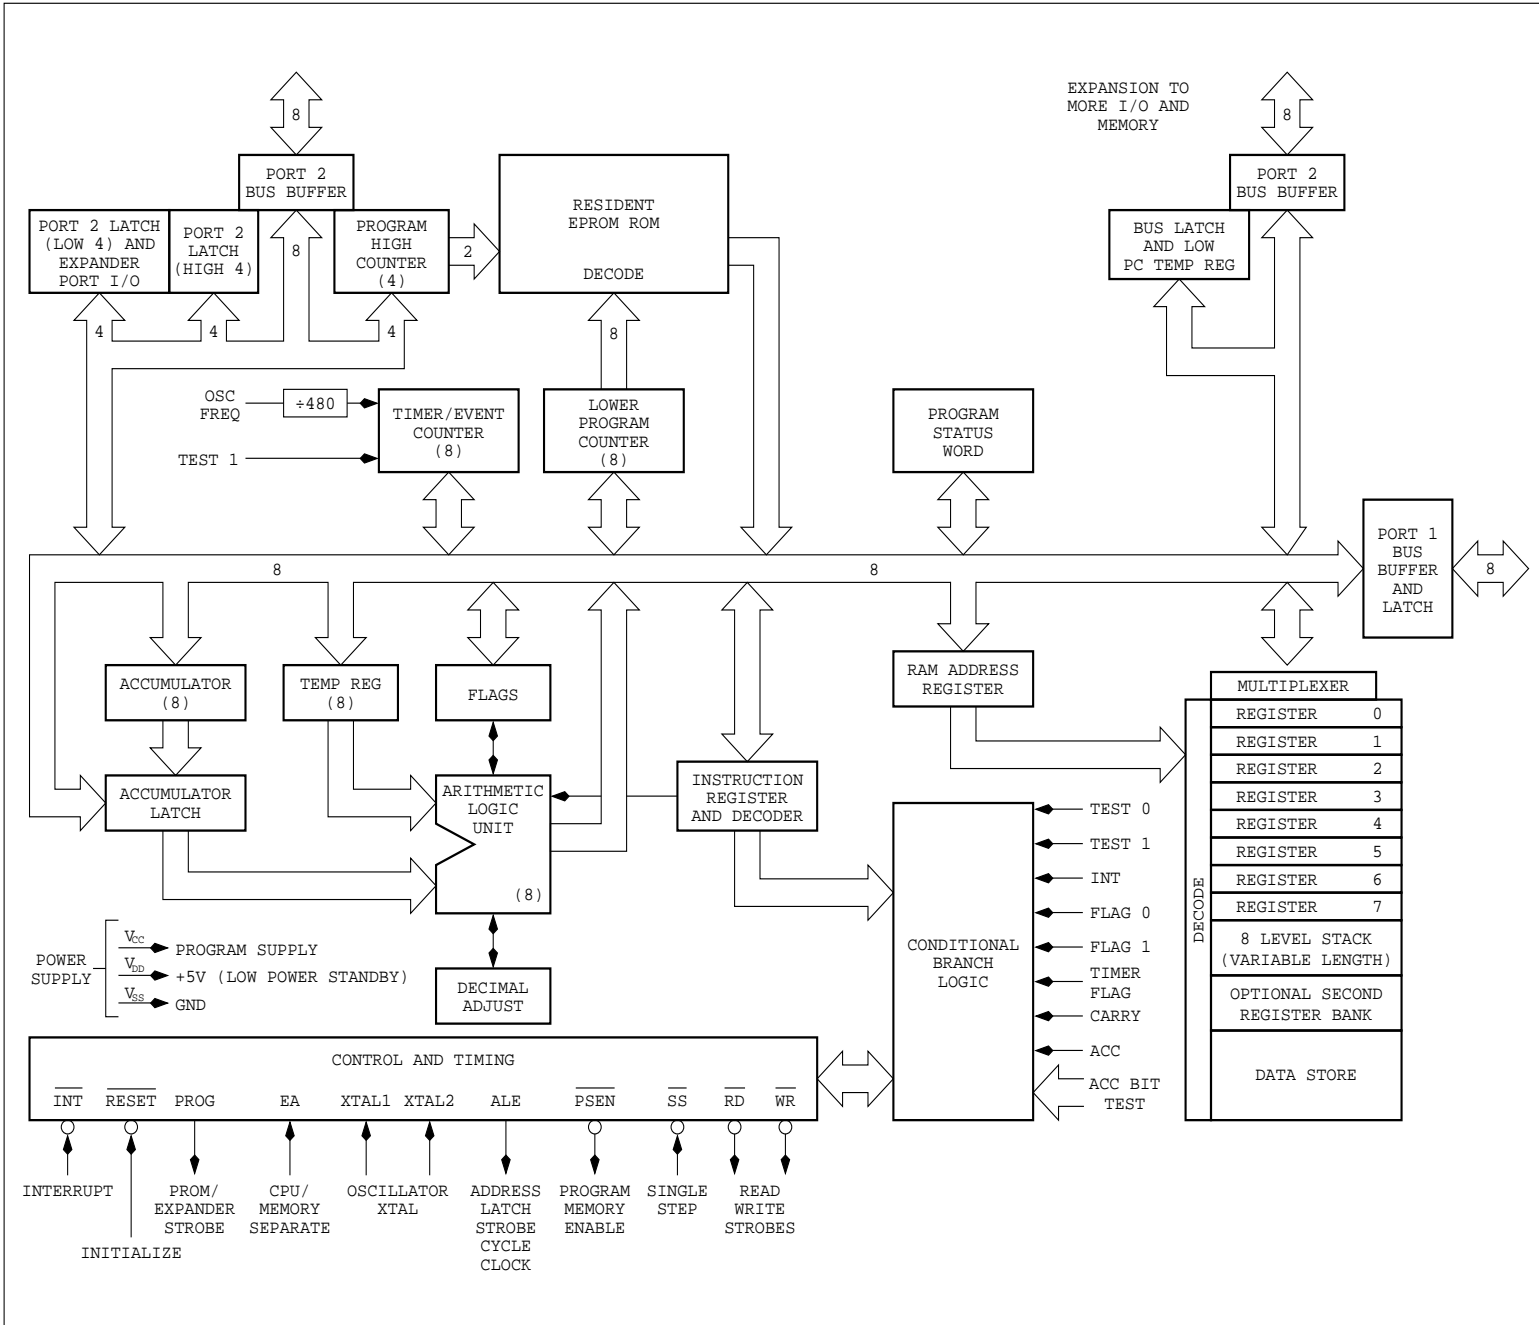 8
EXPANSION TO
MORE I/O AND
MEMORY
8
PORT 2
BUS BUFFER
PORT 2
BUS BUFFER
RESIDENT
EPROM ROM
DECODE
PORT 2 LATCH
(LOW 4) AND
EXPANDER
PORT I/O
PORT 2
LATCH
(HIGH 4)
8
PROGRAM
HIGH
COUNTER
(4)
2
BUS LATCH
AND LOW
PC TEMP REG
4
4
4
8
OSC
FREQ
÷480
TEST 1
TIMER/EVENT
COUNTER
(8)
LOWER
PROGRAM
COUNTER
(8)
PROGRAM
STATUS
WORD
PORT 1
BUS
BUFFER
AND
LATCH
8
8
8
ACCUMULATOR
(8)
TEMP REG
(8)
FLAGS
RAM ADDRESS
REGISTER
MULTIPLEXER
DECODE
REGISTER 0
REGISTER 1
REGISTER 2
REGISTER 3
REGISTER 4
REGISTER 5
REGISTER 6
REGISTER 7
8 LEVEL STACK
(VARIABLE LENGTH)
OPTIONAL SECOND
REGISTER BANK
DATA STORE
ACCUMULATOR
LATCH
ARITHMETIC
LOGIC
UNIT
(8)
INSTRUCTION
REGISTER
AND DECODER
CONDITIONAL
BRANCH
LOGIC
TEST 0
TEST 1
INT
FLAG 0
FLAG 1
TIMER
FLAG
CARRY
ACC
ACC BIT
TEST
POWER
SUPPLY
VCC PROGRAM SUPPLY
VDD +5V (LOW POWER STANDBY)
VSS GND
DECIMAL
ADJUST
CONTROL AND TIMING
INT RESET PROG EA XTAL1 XTAL2 ALE PSEN SS RD WR
INTERRUPT
INITIALIZE
PROM/
EXPANDER
STROBE
CPU/
MEMORY
SEPARATE
OSCILLATOR
XTAL
ADDRESS
LATCH
STROBE
CYCLE
CLOCK
PROGRAM
MEMORY
ENABLE
SINGLE
STEP
READ
WRITE
STROBES